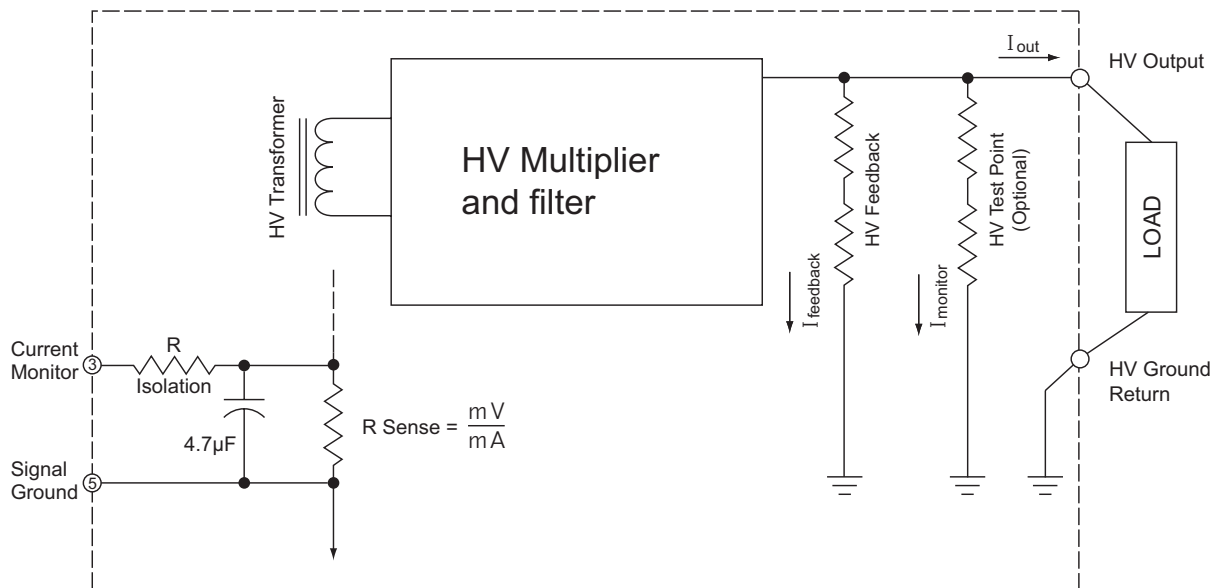 I out
HV Output
HV Transformer
HV Multiplier
and filter
HV Feedback
HV Test Point
(Optional)
LOAD
I feedback
I monitor
Current
Monitor
3
R
Isolation
HV Ground
Return
4.7µF
R Sense = mV
mA
Signal
Ground
5